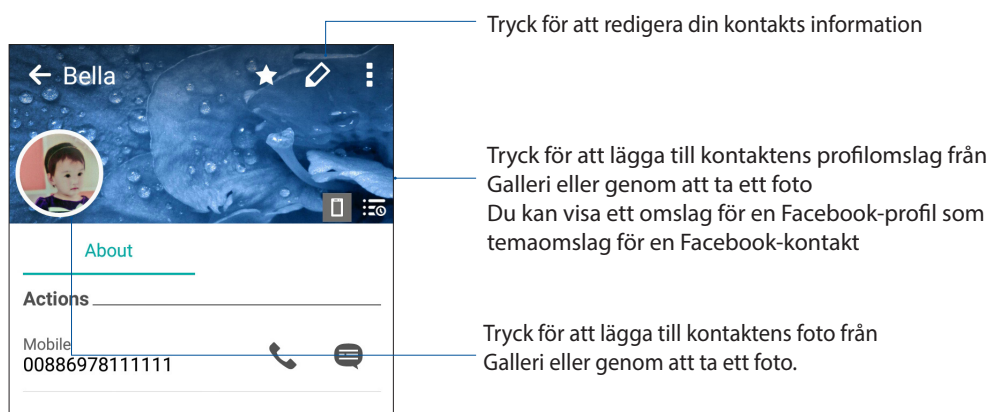 Tryck för att redigera din kontakts information
Bella
Tryck för att lägga till kontaktens profilomslag från
Galleri eller genom att ta ett foto
Du kan visa ett omslag för en Facebook-profil som
temaomslag för en Facebook-kontakt
About
Actions
Mobile
00886978111111
Tryck för att lägga till kontaktens foto från
Galleri eller genom att ta ett foto.